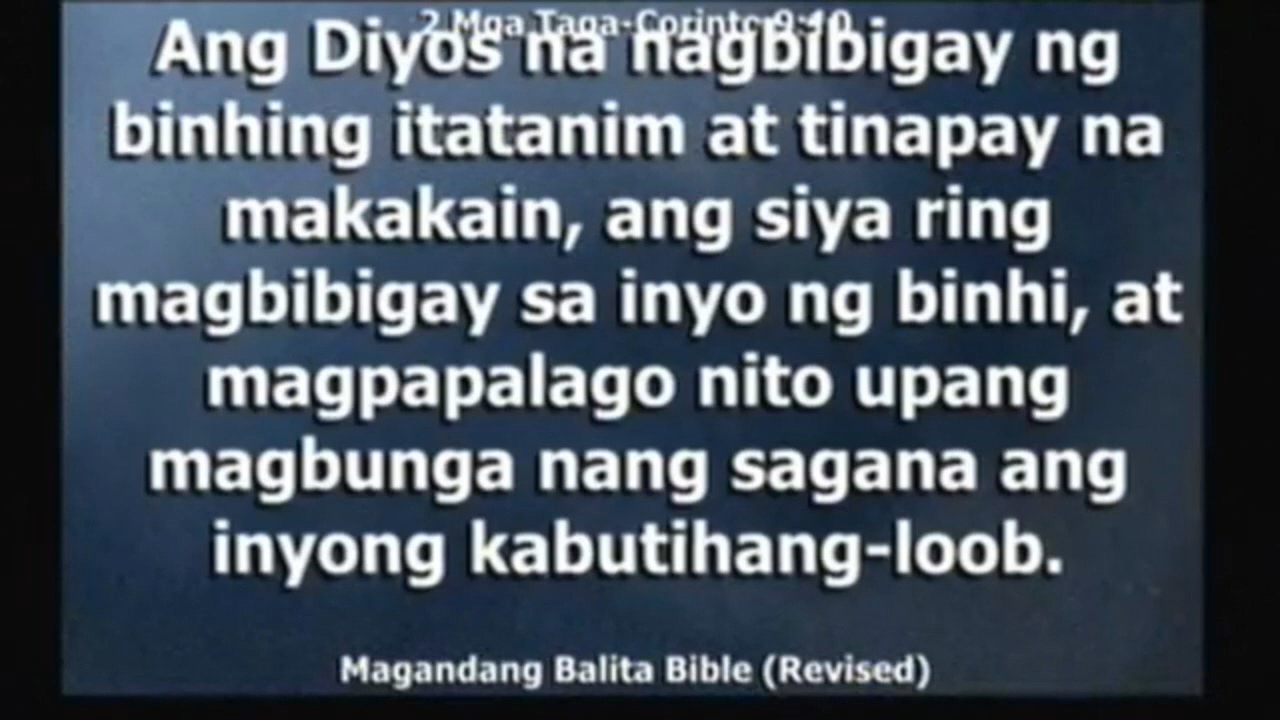 2 Mga Taga-Corinto 9:10
Ang Diyos na nagbibigay ng
binhing itatanim at tinapay na
makakain, ang siya ring
magbibigay sa inyo ng binhi, at
magpapalago nito upang
magbunga nang sagana ang
inyong kabutihang-loob.
Magandang Balita Bible (Revised)